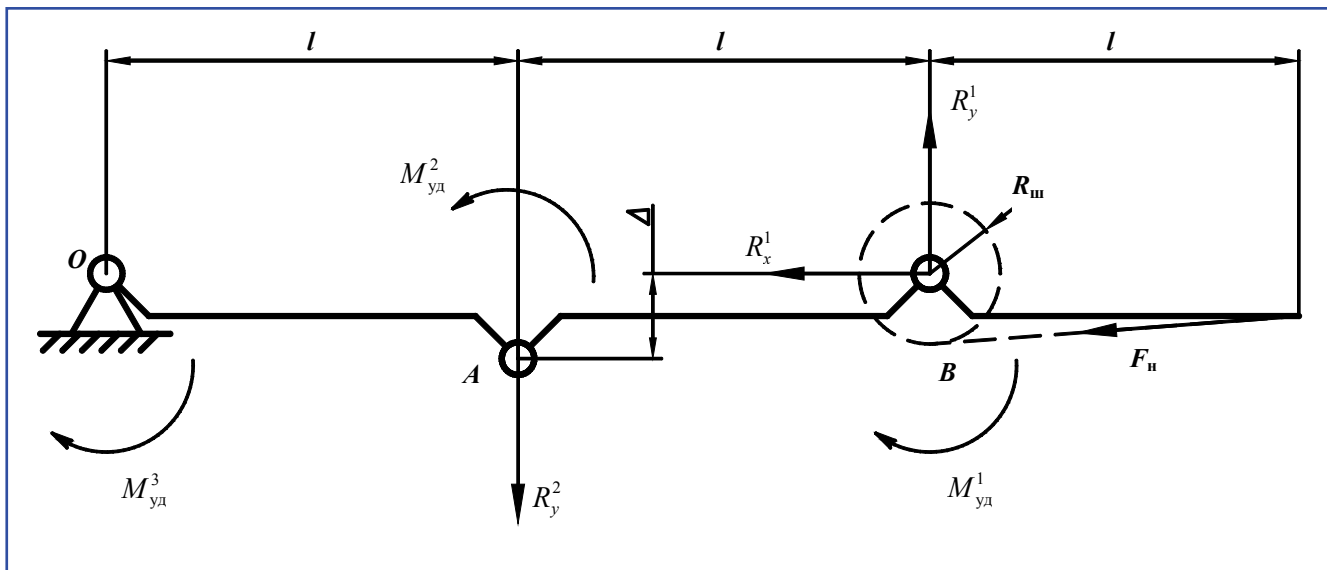 l l l
R_y^1
M_уд^2
R_ш
Δ
O
R_x^1
A
B
F_н
M_уд^3
R_y^2
M_уд^1